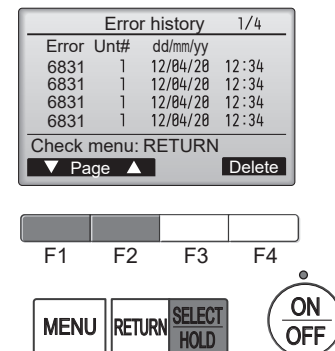 Error history 1/4
Error Unt# dd/mm/yy
6831 1 12/04/20 12:34
6831 1 12/04/20 12:34
6831 1 12/04/20 12:34
6831 1 12/04/20 12:34
Check menu: RETURN
▼ Page ▲ Delete
F1 F2 F3 F4
MENU RETURN SELECT HOLD ON OFF